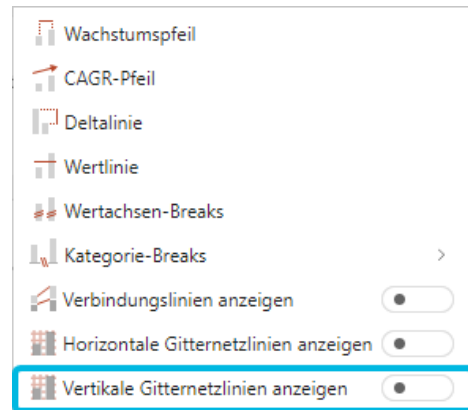 Wachstumspfeil
CAGR-Pfeil
Deltalinie
Wertlinie
Wertachsen-Breaks
Kategorie-Breaks
Verbindungslinien anzeigen
Horizontale Gitternetzlinien anzeigen
Vertikale Gitternetzlinien anzeigen